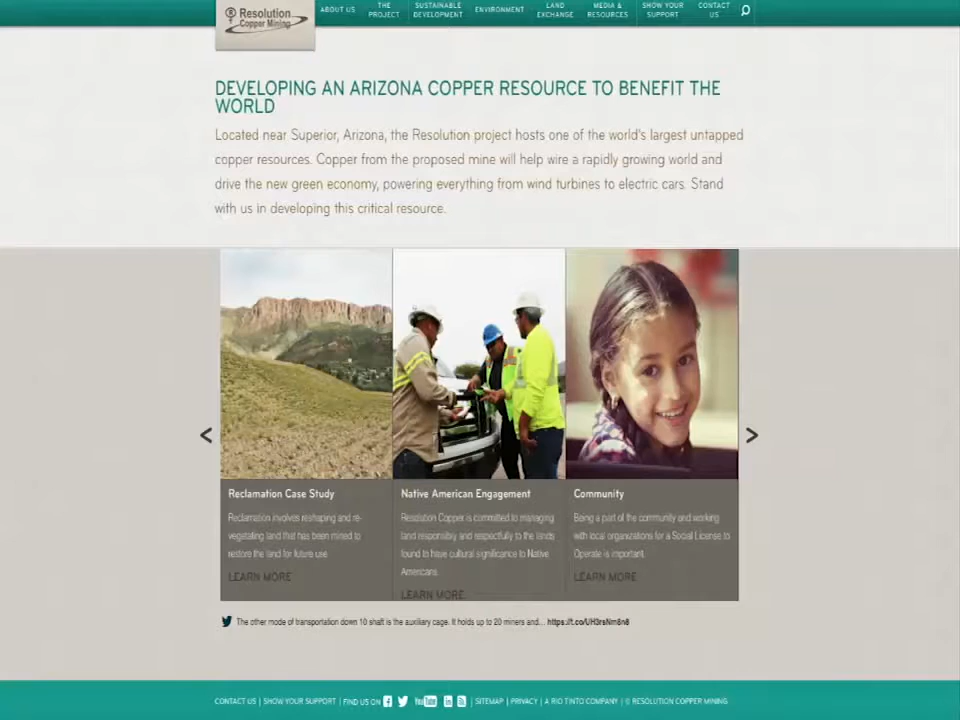 Resolution
Copper Mining
ABOUT US
THE
PROJECT
SUSTAINABLE
DEVELOPMENT
ENVIRONMENT
LAND
EXCHANGE
MEDIA &
RESOURCES
SHOW YOUR
SUPPORT
CONTACT
US
DEVELOPING AN ARIZONA COPPER RESOURCE TO BENEFIT THE
WORLD
Located near Superior, Arizona, the Resolution project hosts one of the world's largest untapped
copper resources. Copper from the proposed mine will help wire a rapidly growing world and
drive the new green economy, powering everything from wind turbines to electric cars. Stand
with us in developing this critical resource.
Reclamation Case Study
Reclamation involves reshaping and re-
vegetating land that has been mined to
restore the land for future use
LEARN MORE
Native American Engagement
Resolution Copper is committed to managing
land responsibly and respectfully to the lands
found to have cultural significance to Native
Americans.
LEARN MORE
Community
Being a part of the community and working
with local organizations for a Social License to
Operate is important.
LEARN MORE
The other mode of transportation down 10 shaft is the auxiliary cage. It holds up to 20 miners and...
CONTACT US | SHOW YOUR SUPPORT | FIND US ON YouTube | SITEMAP | PRIVACY | A RIO TINTO COMPANY | © RESOLUTION COPPER MINING